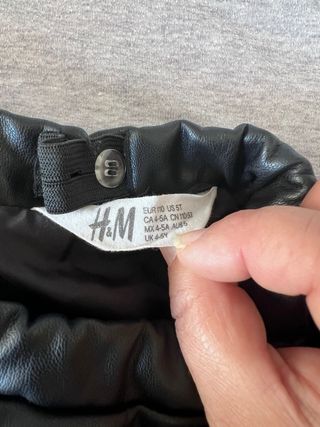 H&M
EUR 110 US 5T
CA 4-5A CN 110/53
MX 4-5A AUS 5
UK 4-5Y